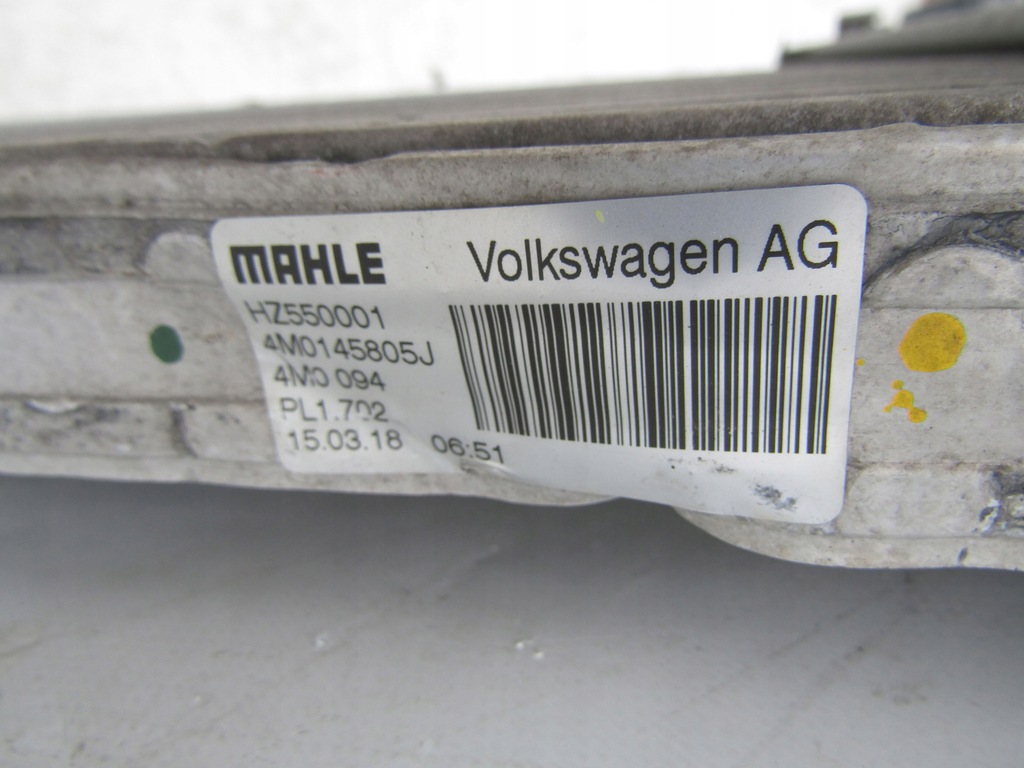 MAHLE Volkswagen AG
HZ550001
4M0145805J
4M0 094
PL1.702
15.03.18 06:51